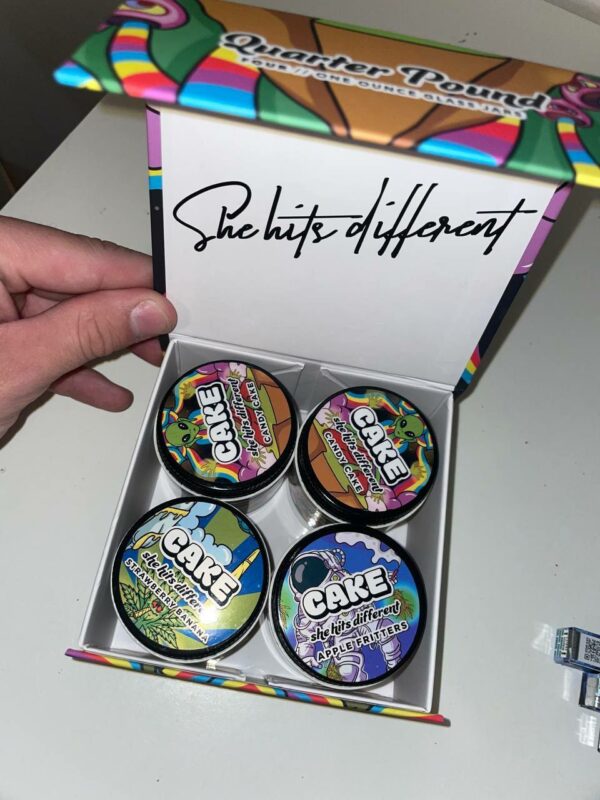 Quarter Pound
FOUR // ONE OUNCE GLASS JARS
She hits different
CAKE
she hits different
CANDY CAKE
CAKE
she hits different
CANDY CAKE
CAKE
she hits different
STRAWBERRY BANANA
CAKE
she hits different
APPLE FRITTERS